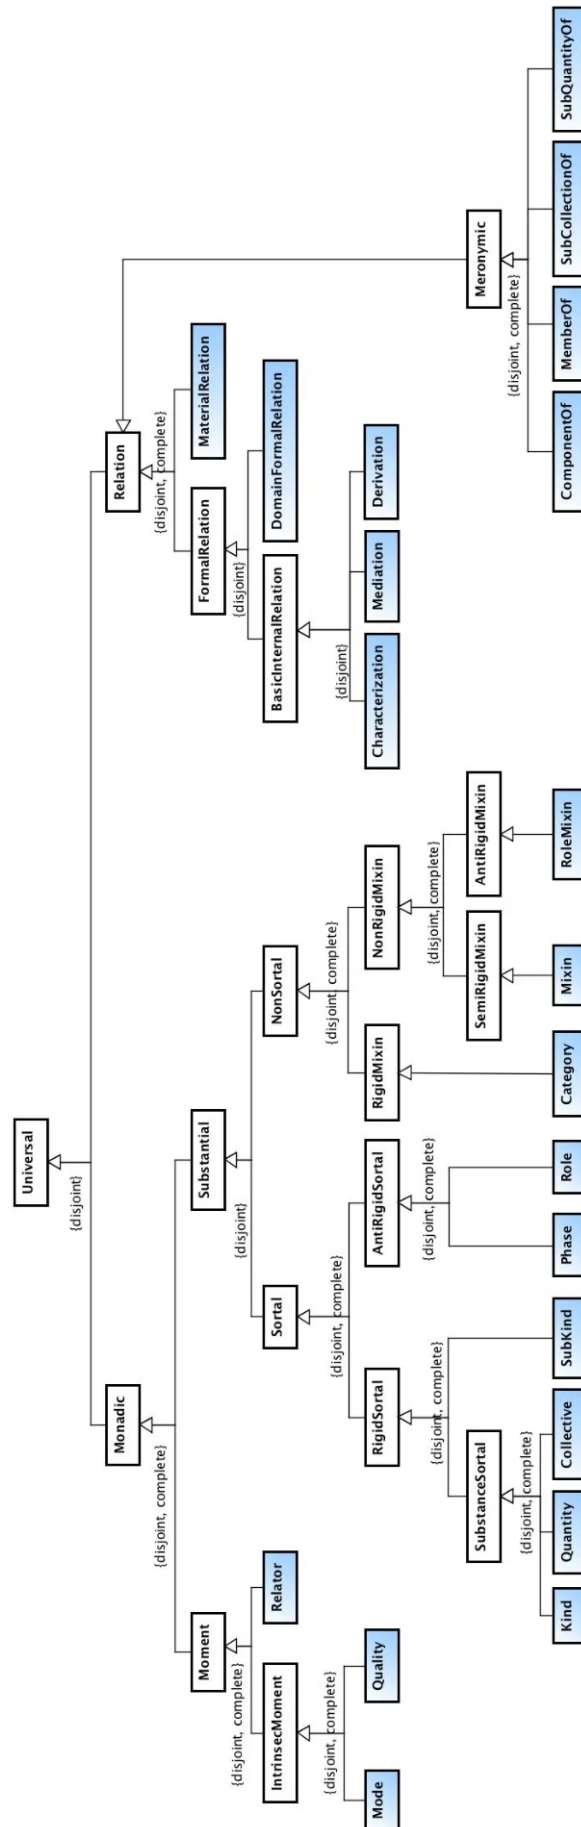 Universal
{disjoint}
Monadic
Relation
{disjoint, complete}
{disjoint, complete}
Moment
Substantial
FormalRelation
MaterialRelation
{disjoint, complete}
{disjoint}
{disjoint}
IntrinsecMoment
Relator
Sortal
NonSortal
BasicInternalRelation
DomainFormalRelation
{disjoint, complete}
{disjoint, complete}
{disjoint, complete}
{disjoint}
Mode
Quality
RigidSortal
AntiRigidSortal
RigidMixin
NonRigidMixin
Characterization
Mediation
Derivation
{disjoint, complete}
{disjoint, complete}
{disjoint, complete}
SubstanceSortal
SemiRigidMixin
AntiRigidMixin
Meronymic
{disjoint, complete}
{disjoint, complete}
Kind
Quantity
Collective
SubKind
Phase
Role
Category
Mixin
RoleMixin
ComponentOf
MemberOf
SubCollectionOf
SubQuantityOf